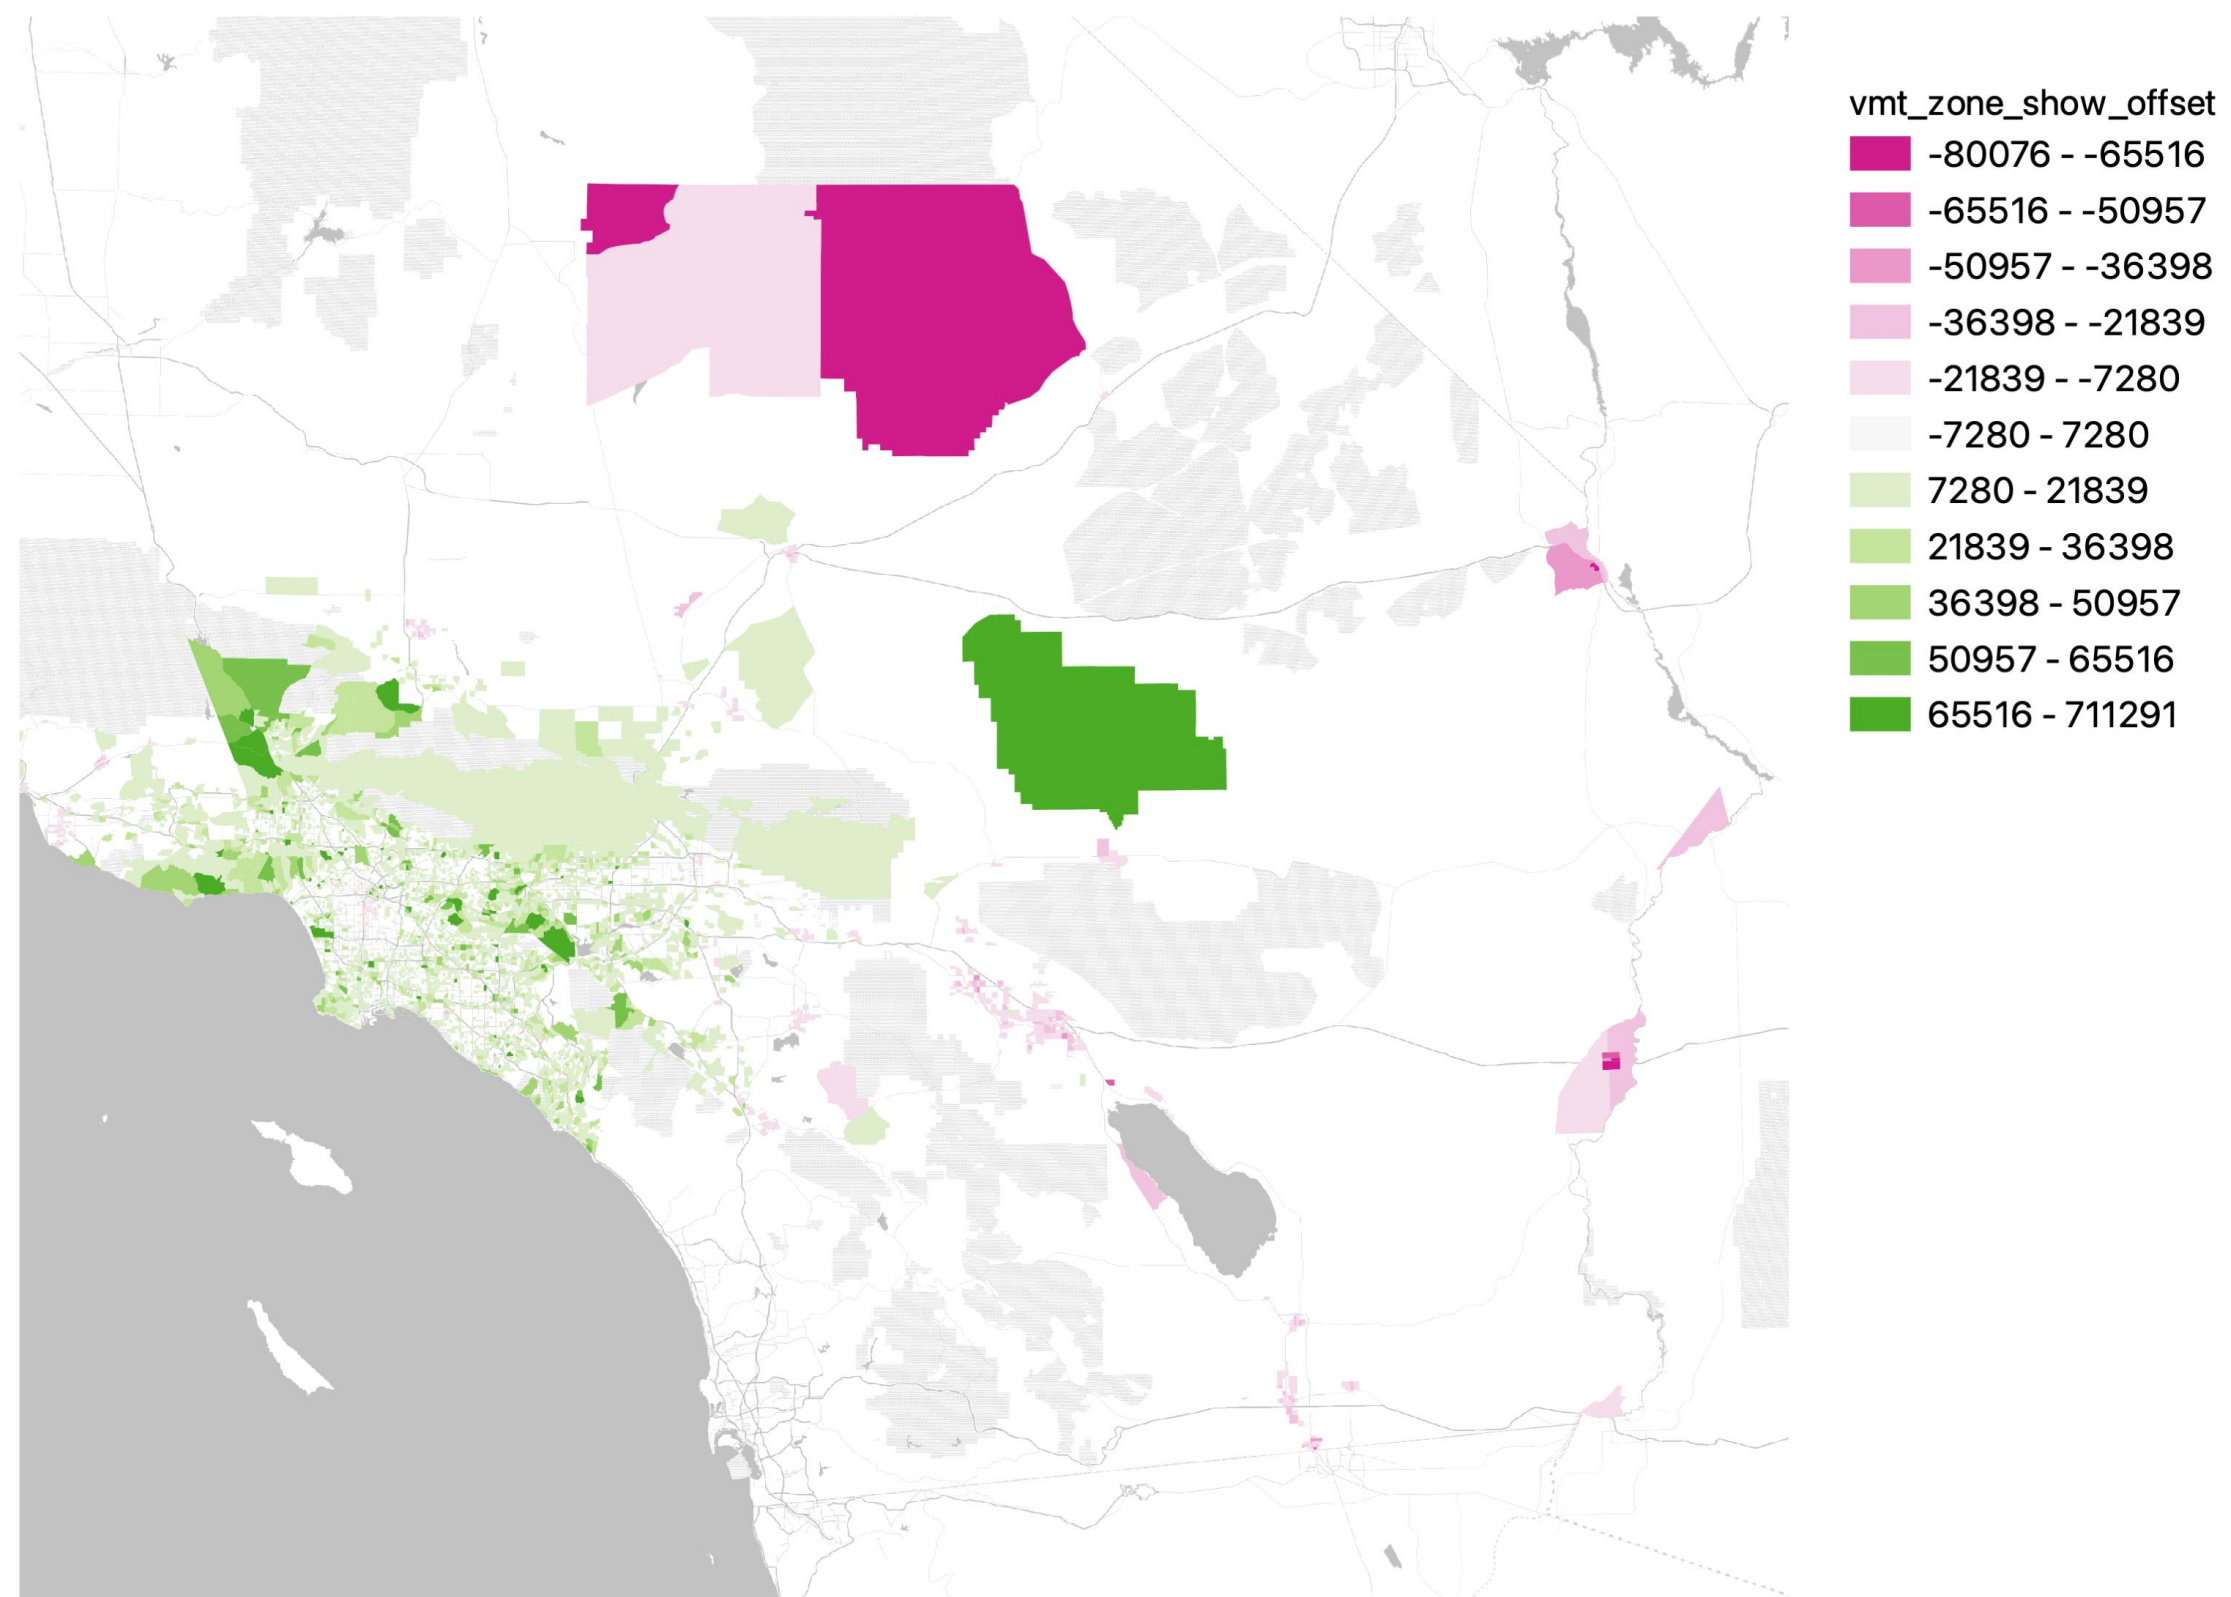 vmt_zone_show_offset
-80076 - -65516
-65516 - -50957
-50957 - -36398
-36398 - -21839
-21839 - -7280
-7280 - 7280
7280 - 21839
21839 - 36398
36398 - 50957
50957 - 65516
65516 - 711291